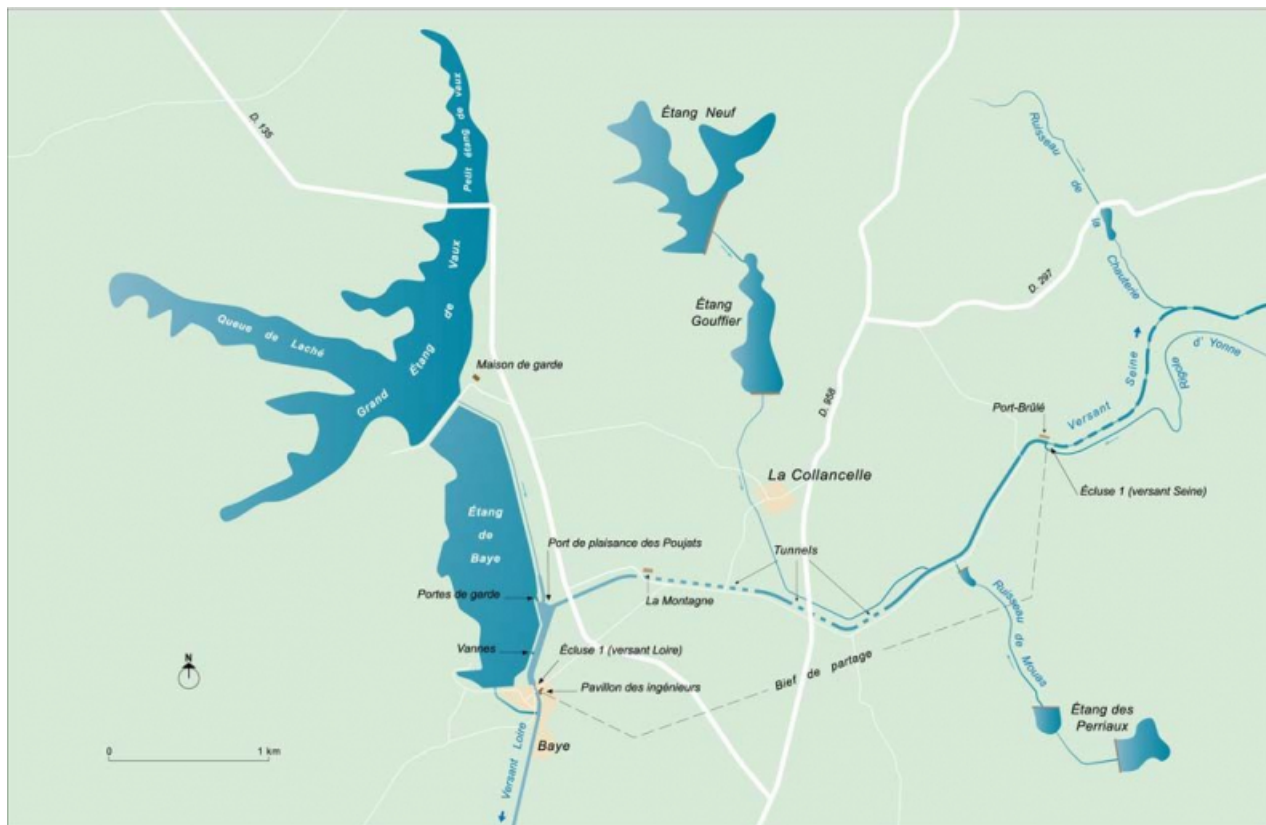 D. 135
Petit étang de vaux
Étang Neuf
Ruisseau de la Chauterie
Grand Étang de Vaux
Queue de Laché
Étang
Gouffier
D. 297
Maison de garde
D. 958
Versant Seine
Rigole d' Yonne
Port-Brûlé
La Collancelle
Écluse 1 (versant Seine)
Étang
de
Baye
Port de plaisance des Poujats
Tunnels
Portes de garde
La Montagne
Ruisseau de Mouas
Vannes
Écluse 1 (versant Loire)
Bief de partage
N
Pavillon des ingénieurs
Étang des
Perriaux
0 1 km
Baye
Versant Loire